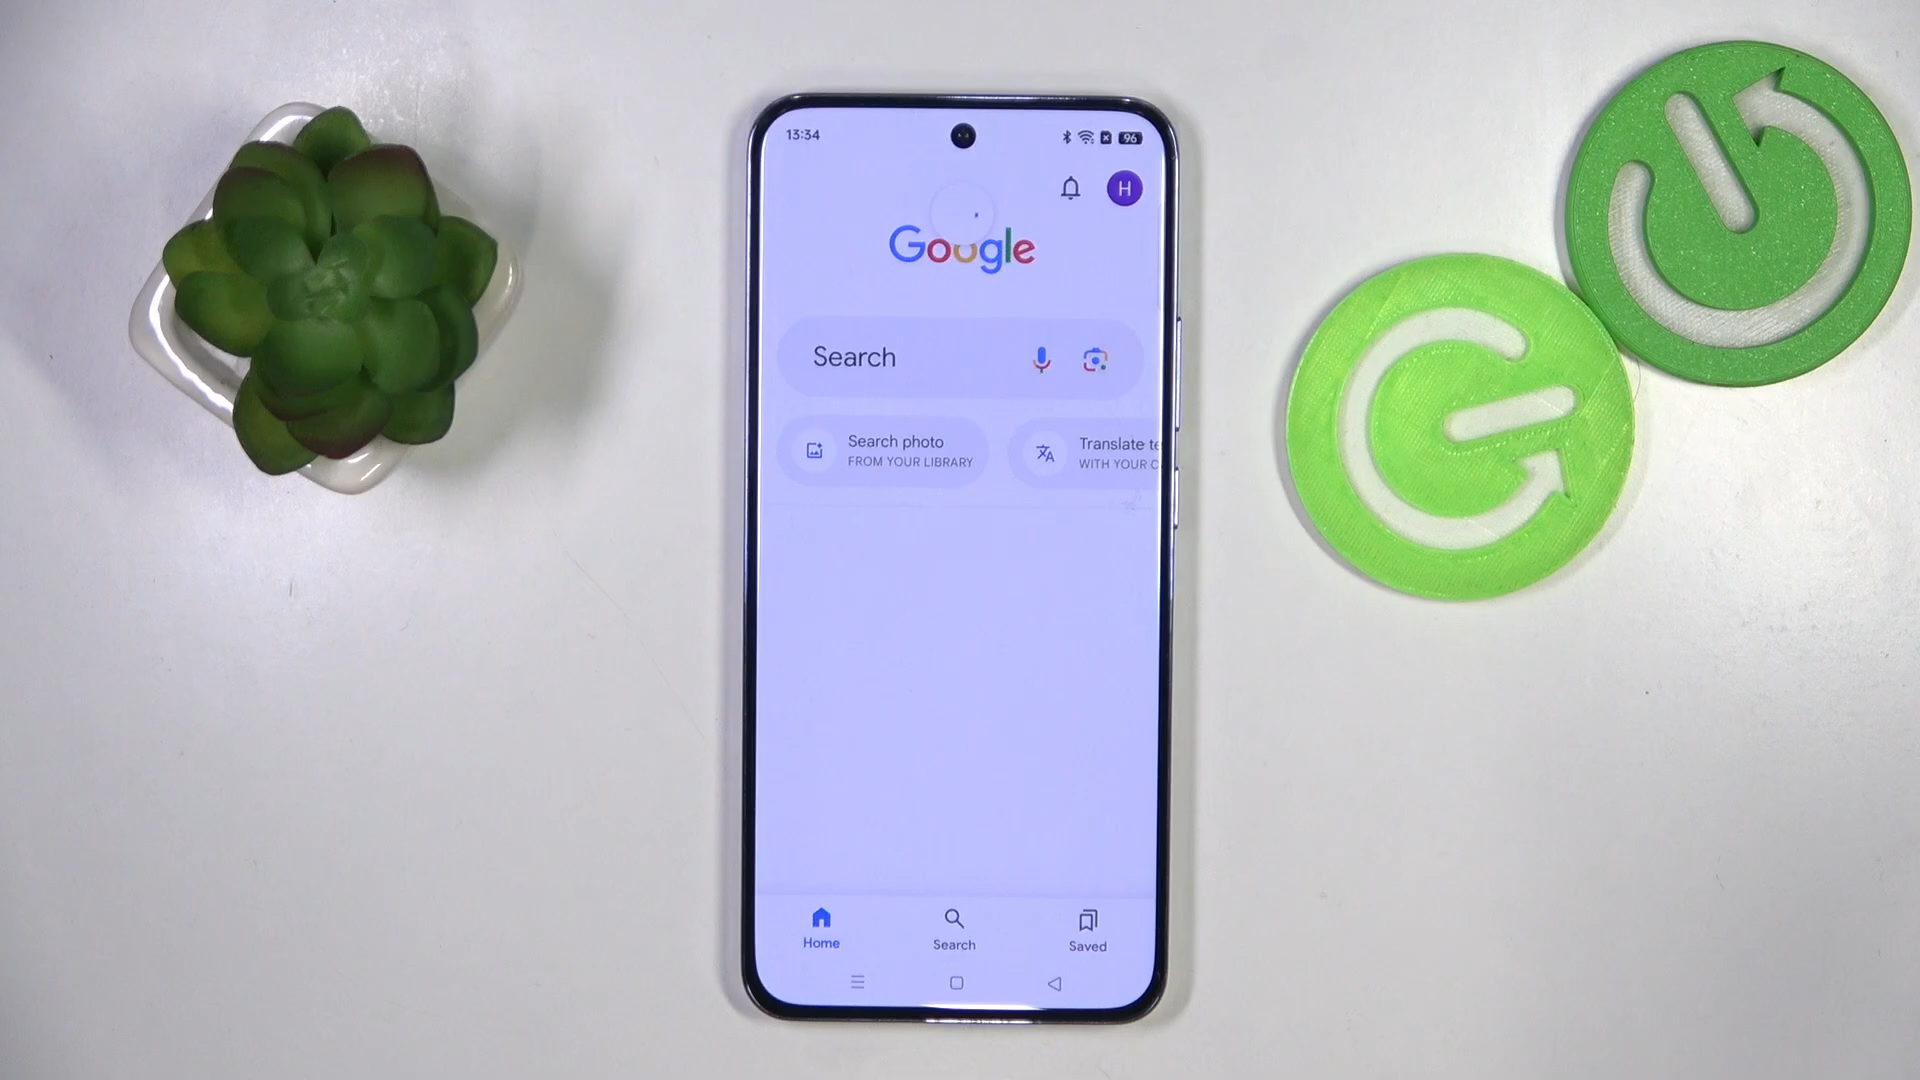 13:34
96
H
Google
Search
Search photo
FROM YOUR LIBRARY
Translate te
WITH YOUR C
Home
Search
Saved